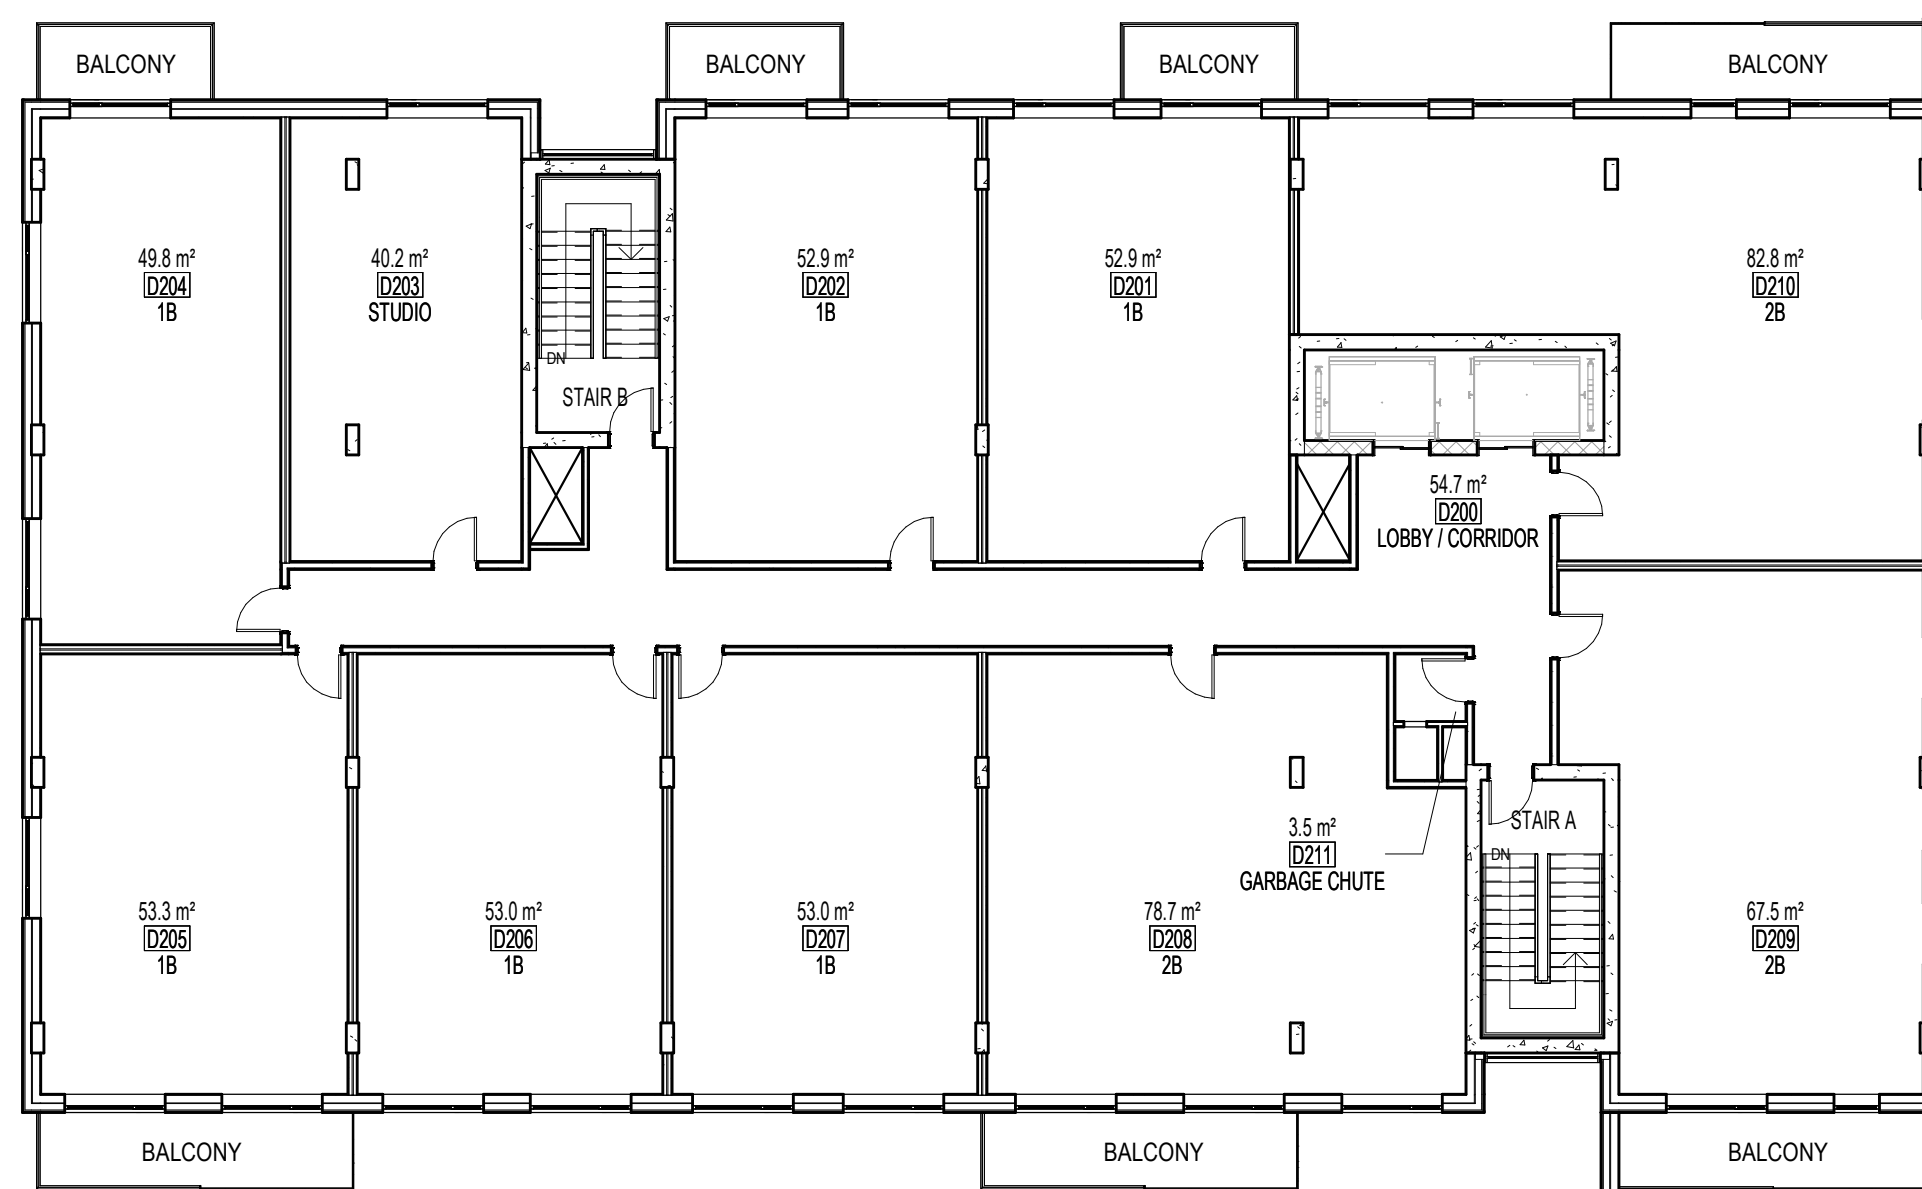 BALCONY
BALCONY
BALCONY
BALCONY
49.8 m²
D204
1B
40.2 m²
D203
STUDIO
52.9 m²
D202
1B
52.9 m²
D201
1B
82.8 m²
D210
2B
DN
STAIR B
54.7 m²
D200
LOBBY / CORRIDOR
STAIR A
DN
3.5 m²
D211
GARBAGE CHUTE
53.3 m²
D205
1B
53.0 m²
D206
1B
53.0 m²
D207
1B
78.7 m²
D208
2B
67.5 m²
D209
2B
BALCONY
BALCONY
BALCONY